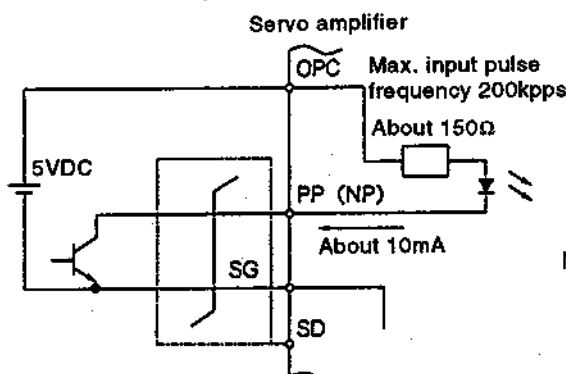 Servo amplifier
OPC
Max. input pulse
frequency 200kpps
About 150Ω
5VDC
PP (NP)
About 10mA
SG
SD